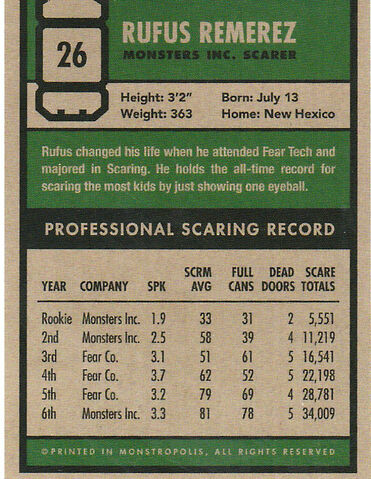 26
RUFUS REMEREZ
MONSTERS INC. SCARER
Height: 3'2" Born: July 13
Weight: 363 Home: New Hexico
Rufus changed his life when he attended Fear Tech and
majored in Scaring. He holds the all-time record for
scaring the most kids by just showing one eyeball.
PROFESSIONAL SCARING RECORD
SCRM FULL DEAD SCARE
YEAR COMPANY SPK AVG CANS DOORS TOTALS
Rookie Monsters Inc. 1.9 33 31 2 5,551
2nd Monsters Inc. 2.5 58 39 4 11,219
3rd Fear Co. 3.1 51 61 5 16,541
4th Fear Co. 3.7 62 52 5 22,198
5th Fear Co. 3.2 79 69 4 28,781
6th Monsters Inc. 3.3 81 78 5 34,009
©PRINTED IN MONSTROPOLIS, ALL RIGHTS RESERVED